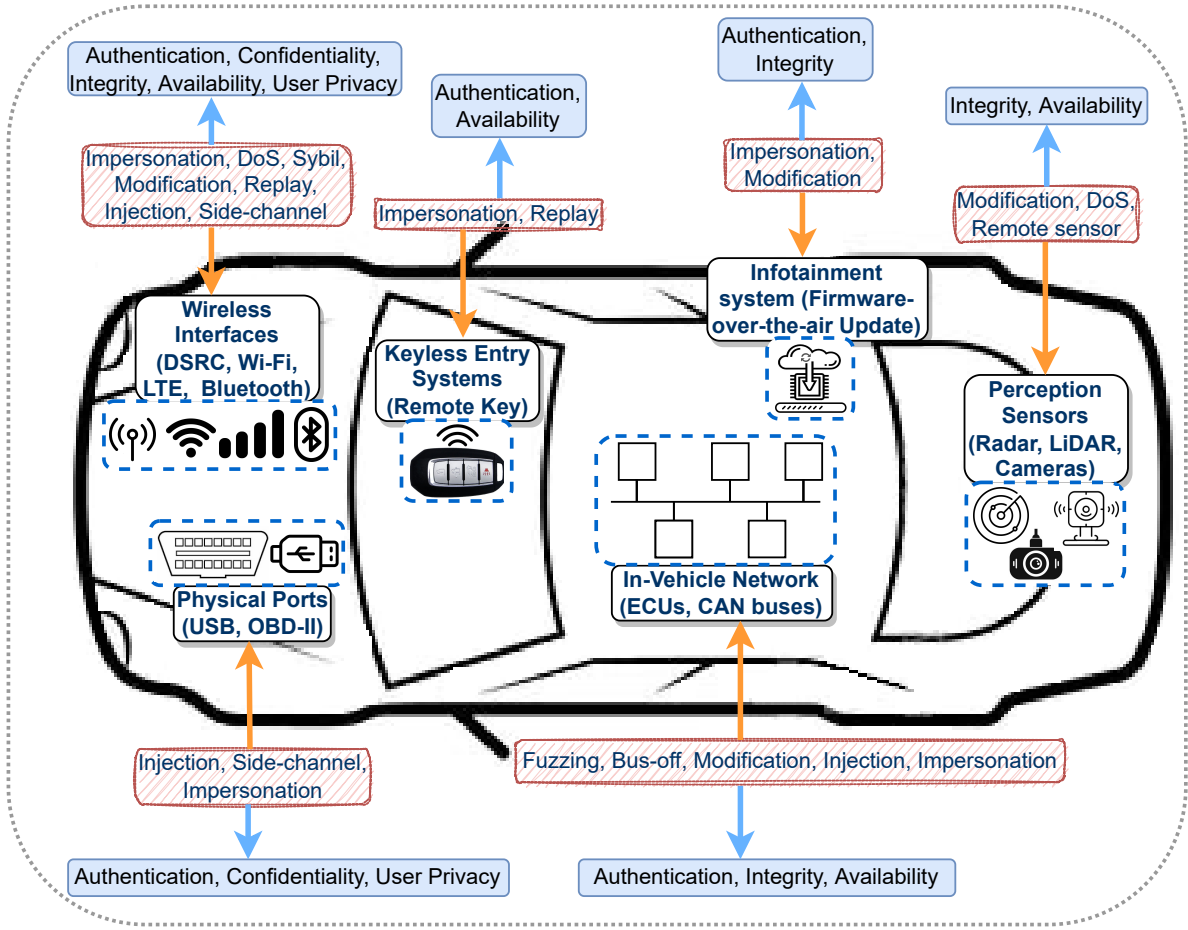 Authentication, Confidentiality,
Integrity, Availability, User Privacy
Impersonation, DoS, Sybil,
Modification, Replay,
Injection, Side-channel
Wireless
Interfaces
(DSRC, Wi-Fi,
LTE, Bluetooth)
Authentication,
Availability
Impersonation, Replay
Keyless Entry
Systems
(Remote Key)
Authentication,
Integrity
Impersonation,
Modification
Infotainment
system (Firmware-
over-the-air Update)
Integrity, Availability
Modification, DoS,
Remote sensor
Perception
Sensors
(Radar, LiDAR,
Cameras)
Physical Ports
(USB, OBD-II)
Injection, Side-channel,
Impersonation
Authentication, Confidentiality, User Privacy
In-Vehicle Network
(ECUs, CAN buses)
Fuzzing, Bus-off, Modification, Injection, Impersonation
Authentication, Integrity, Availability